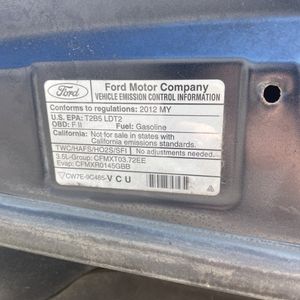 Ford
Ford Motor Company
VEHICLE EMISSION CONTROL INFORMATION
Conforms to regulations: 2012 MY
U.S. EPA: T2B5 LDT2
OBD: F II Fuel: Gasoline
California: Not for sale in states with
California emissions standards.
TWC/HAFS/HO2S/SFI No adjustments needed.
3.5L-Group: CFMXT03.72EE
Evap: CFMXR0145GBB
CW7E-9C485-V C U